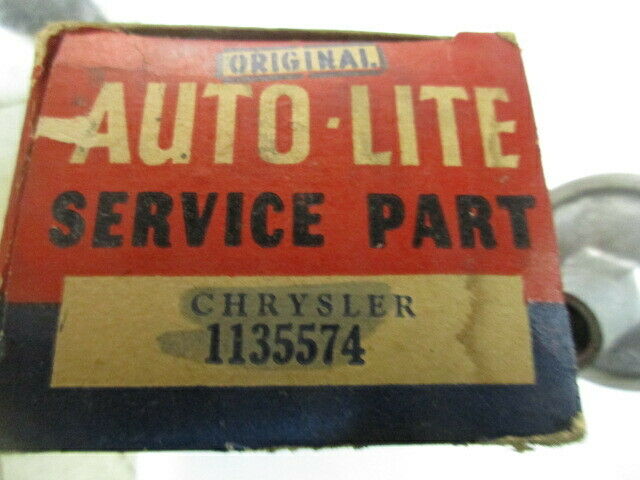 ORIGINAL
AUTO-LITE
SERVICE PART
CHRYSLER
1135574